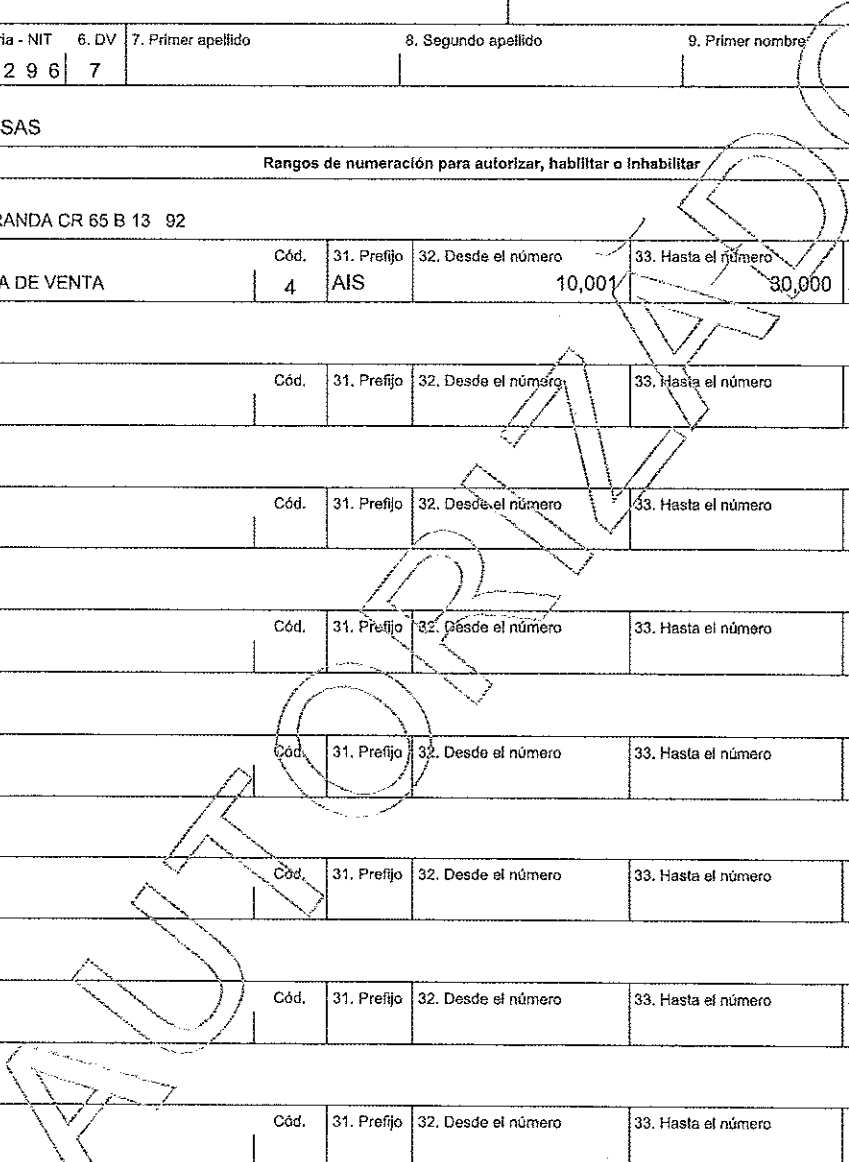 ria - NIT 6. DV 7. Primer apellido 8. Segundo apellido 9. Primer nombre
2 9 6 7
SAS
Rangos de numeración para autorizar, habilitar o inhabilitar
RANDA CR 65 B 13 92
Cód. 31. Prefijo 32. Desde el número 33. Hasta el número
A DE VENTA 4 AIS 10,001 30,000
Cód. 31. Prefijo 32. Desde el número 33. Hasta el número
Cód. 31. Prefijo 32. Desde el número 33. Hasta el número
Cód. 31. Prefijo 32. Desde el número 33. Hasta el número
Cód. 31. Prefijo 32. Desde el número 33. Hasta el número
Cód. 31. Prefijo 32. Desde el número 33. Hasta el número
Cód. 31. Prefijo 32. Desde el número 33. Hasta el número
Cód. 31. Prefijo 32. Desde el número 33. Hasta el número
AUTORIZADO